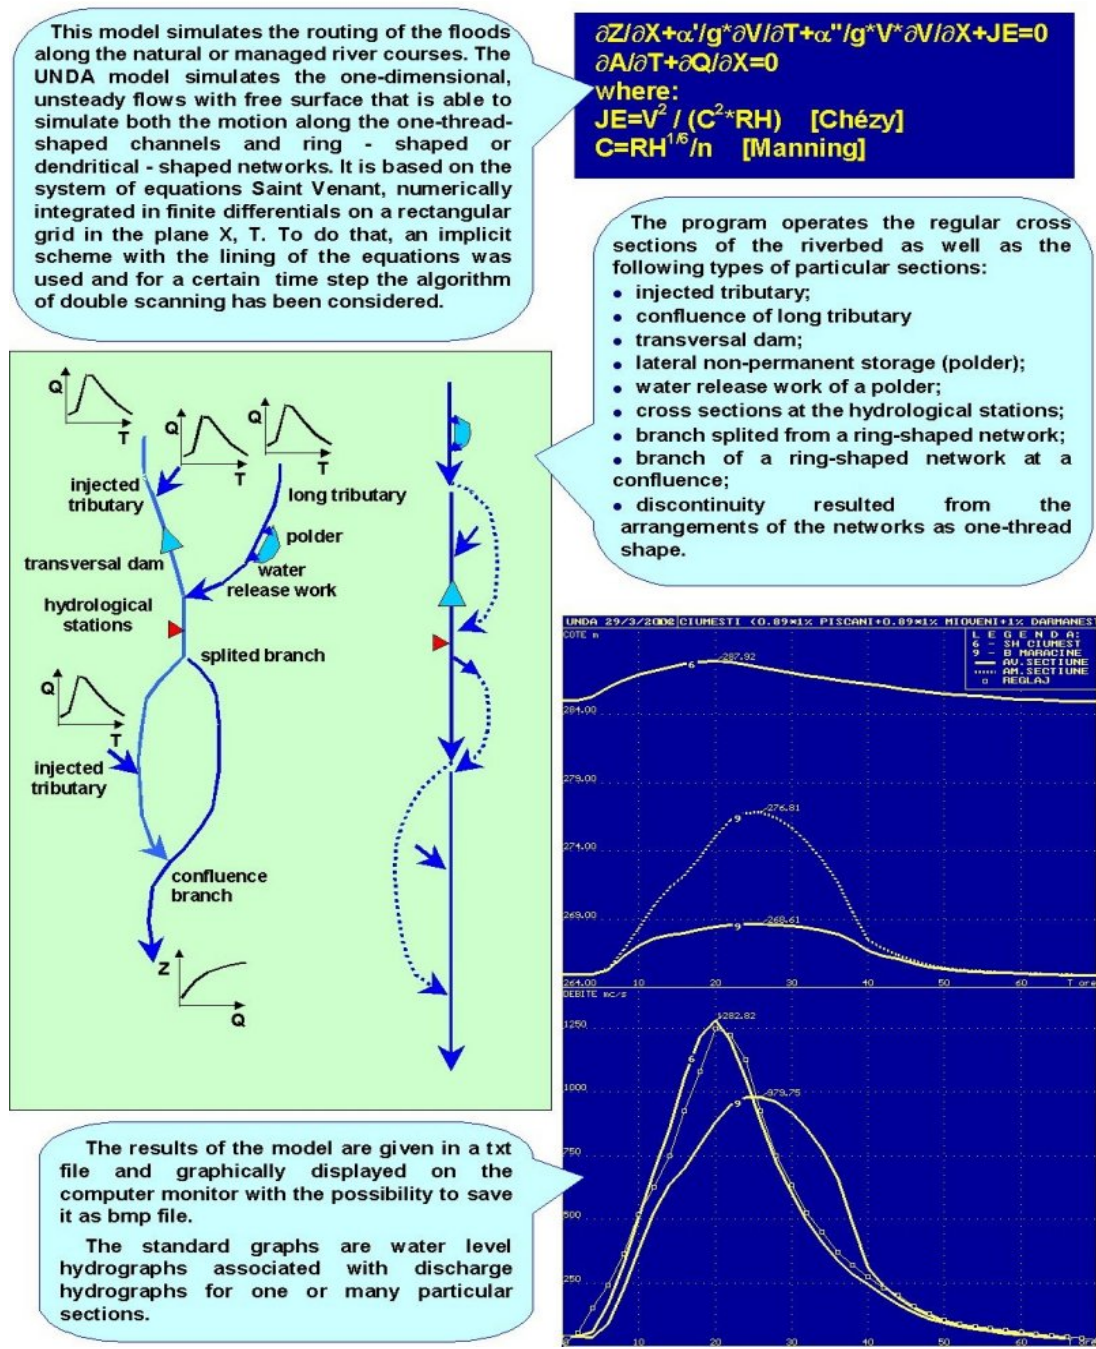 This model simulates the routing of the floods
along the natural or managed river courses. The
UNDA model simulates the one-dimensional,
unsteady flows with free surface that is able to
simulate both the motion along the one-thread-
shaped channels and ring - shaped or
dendritical - shaped networks. It is based on the
system of equations Saint Venant, numerically
integrated in finite differentials on a rectangular
grid in the plane X, T. To do that, an implicit
scheme with the lining of the equations was
used and for a certain time step the algorithm
of double scanning has been considered.
∂Z/∂X+α'/g*∂V/∂T+α"/g*V*∂V/∂X+JE=0
∂A/∂T+∂Q/∂X=0
where:
JE=V² / (C²*RH) [Chézy]
C=RH^1/6/n [Manning]
The program operates the regular cross
sections of the riverbed as well as the
following types of particular sections:
• injected tributary;
• confluence of long tributary
• transversal dam;
• lateral non-permanent storage (polder);
• water release work of a polder;
• cross sections at the hydrological stations;
• branch splited from a ring-shaped network;
• branch of a ring-shaped network at a
confluence;
• discontinuity resulted from the
arrangements of the networks as one-thread
shape.
Q
T
Q
T
Q
T
injected
tributary
long tributary
transversal dam
polder
water
release work
hydrological
stations
splited branch
Q
T
injected
tributary
confluence
branch
Z
Q
COTE m
L E G E N D A:
6 - SH CIUMEST
9 - B MARACINE
AV.SECTIUNE
AM.SECTIUNE
REGLAJ
6
287.92
284.00
279.00
276.81
9
274.00
269.00
268.61
9
264.00
10
20
30
40
50
60
T ore
DEBITE mc/s
1282.82
1250
6
1000
979.75
9
750
500
250
10
20
30
40
50
60
The results of the model are given in a txt
file and graphically displayed on the
computer monitor with the possibility to save
it as bmp file.
The standard graphs are water level
hydrographs associated with discharge
hydrographs for one or many particular
sections.